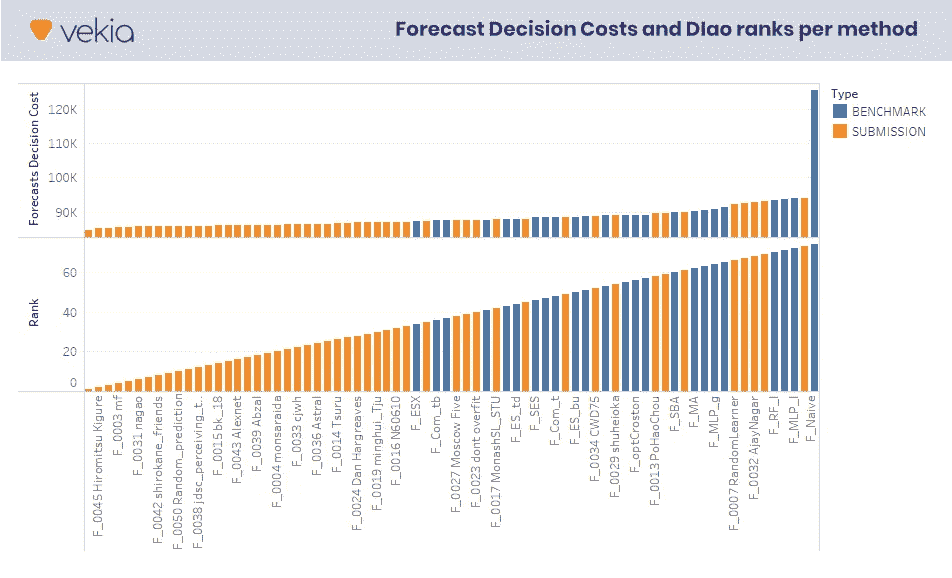 vekia
Forecast Decision Costs and DIao ranks per method
Type
BENCHMARK
SUBMISSION
Forecasts Decision Cost
120K
110K
100K
90K
Rank
60
40
20
0
F_0045 Hiromitsu Kigure
F_0003 mf
F_0031 nagao
F_0042 shirokane_friends
F_0050 Random_prediction
F_0038 jdsc_perceiving_t..
F_0015 bk_18
F_0043 Alexnet
F_0039 Abzal
F_0004 monsaraida
F_0033 cjwh
F_0036 Astral
F_0014 Tsuru
F_0024 Dan Hargreaves
F_0019 minghui_Tju
F_0016 N60610
F_ESX
F_Com_tb
F_0027 Moscow Five
F_0023 dont overfit
F_0017 MonashSL_STU
F_ES_td
F_SES
F_Com_t
F_ES_bu
F_0034 CWD75
F_0029 shuheioka
F_optCroston
F_0013 PoHaoChou
F_SBA
F_MA
F_MLP_g
F_0007 RandomLearner
F_0032 AjayNagar
F_RF_I
F_MLP_I
F_Naive